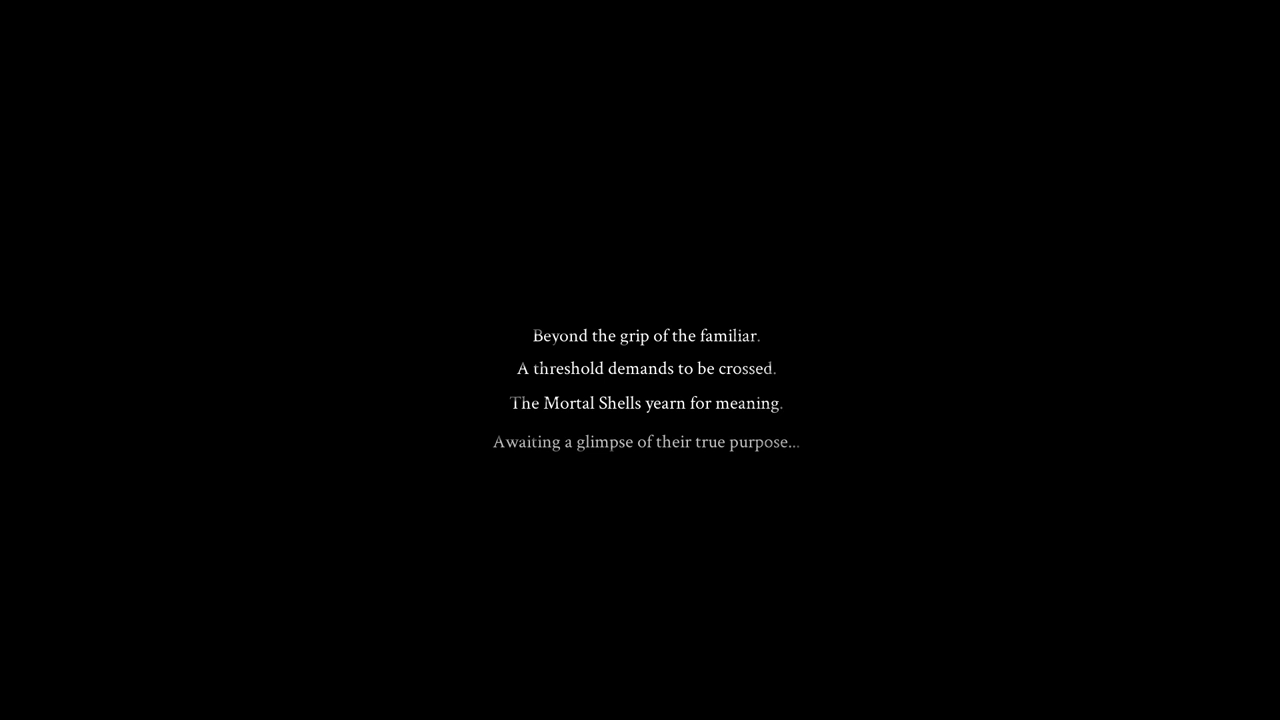 Beyond the grip of the familiar.
A threshold demands to be crossed.
The Mortal Shells yearn for meaning.
Awaiting a glimpse of their true purpose...